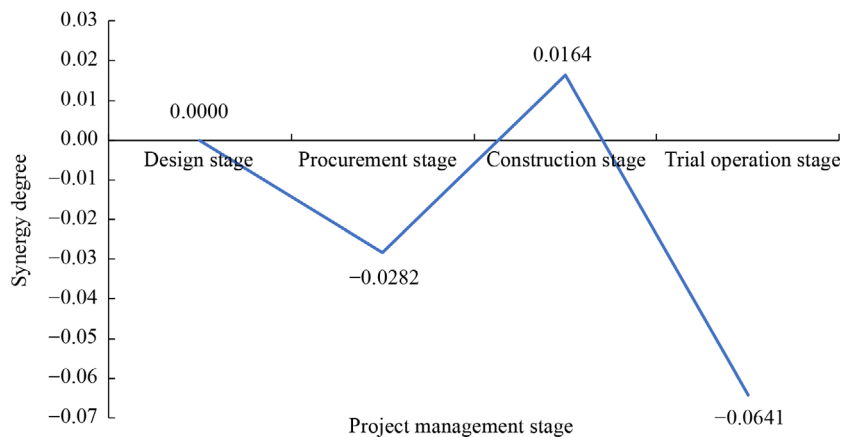 0.03
0.02
0.01
0.00
−0.01
−0.02
−0.03
−0.04
−0.05
−0.06
−0.07
Synergy degree
0.0000
−0.0282
0.0164
−0.0641
Design stage
Procurement stage
Construction stage
Trial operation stage
Project management stage